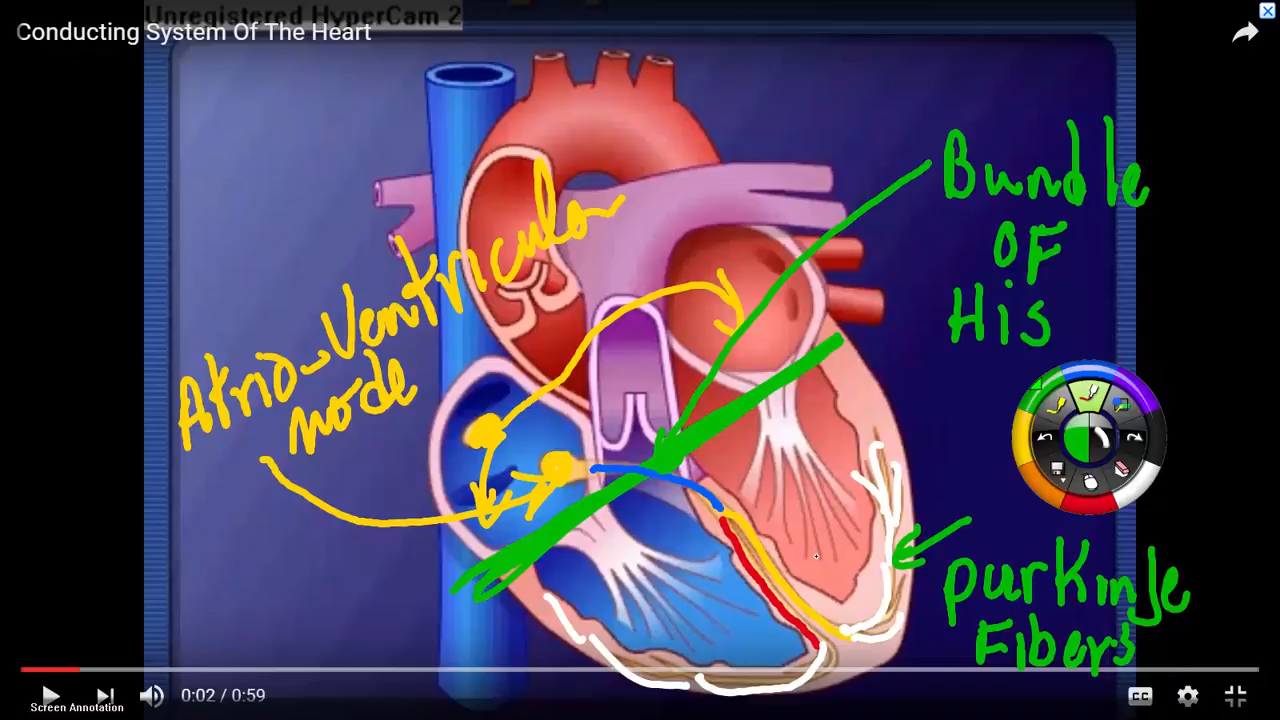 Unregistered HyperCam 2
Conducting System Of The Heart
Bundle
OF
His
Atrio-Ventricular
node
Purkinje
Fibers
0:02 / 0:59
CC
Screen Annotation